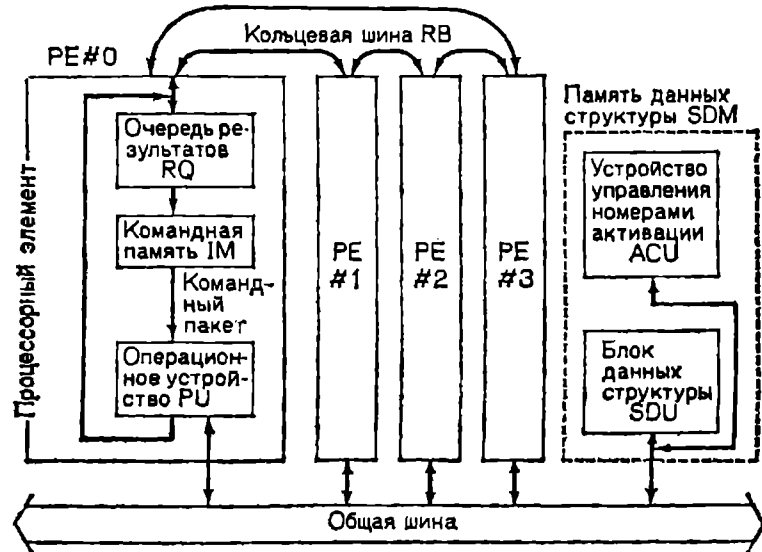 Кольцевая шина RB
PE#0
Процессорный элемент
Очередь ре-
зультатов
RQ
Командная
память IM
Команд-
ный
пакет
Операцион-
ное устрой-
ство PU
PE
#1
PE
#2
PE
#3
Память данных
структуры SDM
Устройство
управления
номерами
активации
ACU
Блок
данных
структуры
SDU
Общая шина